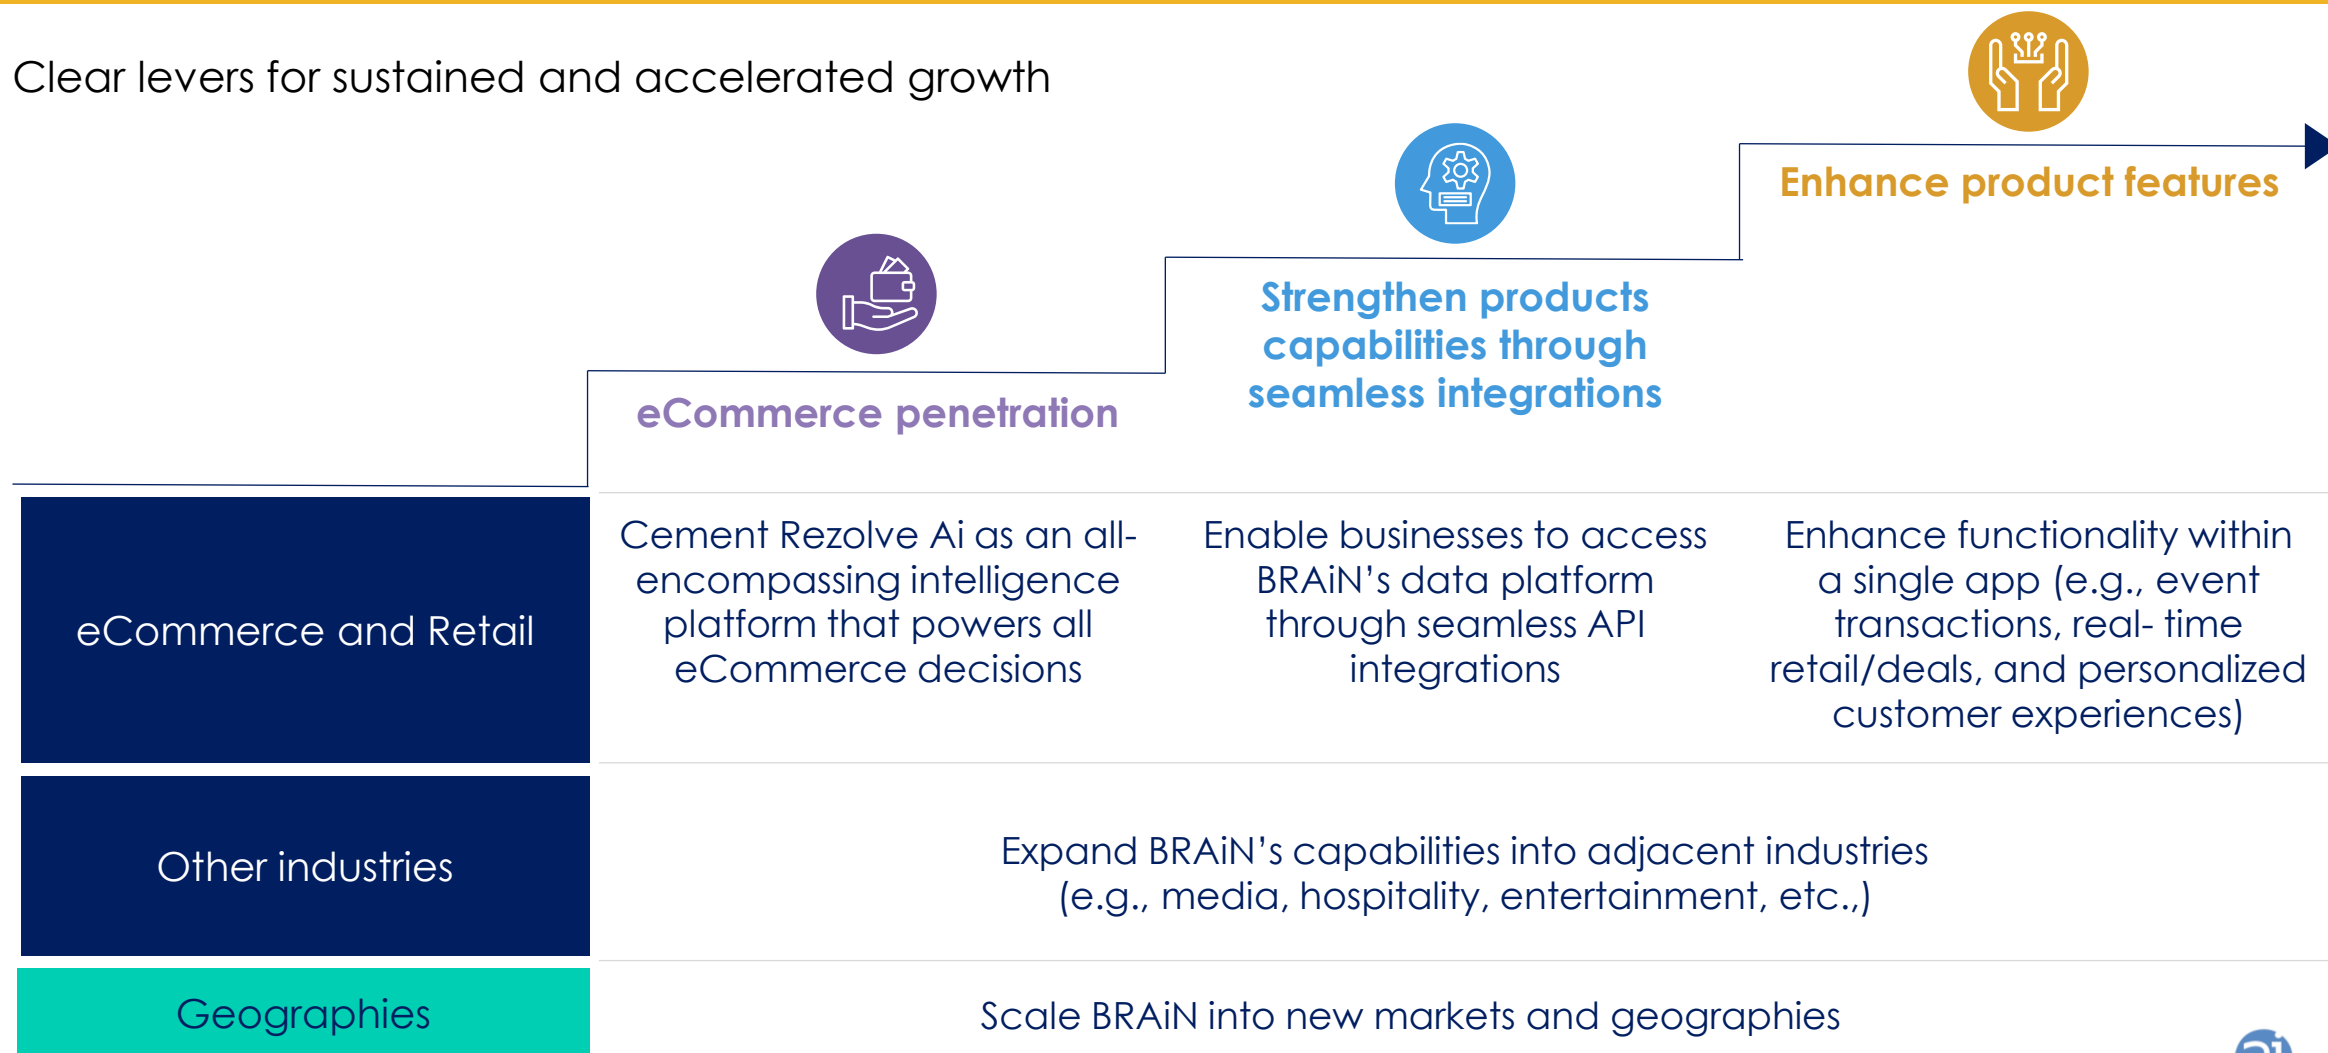 Clear levers for sustained and accelerated growth
Enhance product features
Strengthen products
capabilities through
seamless integrations
eCommerce penetration
eCommerce and Retail
Cement Rezolve Ai as an all-
encompassing intelligence
platform that powers all
eCommerce decisions
Enable businesses to access
BRAiN’s data platform
through seamless API
integrations
Enhance functionality within
a single app (e.g., event
transactions, real- time
retail/deals, and personalized
customer experiences)
Other industries
Expand BRAiN’s capabilities into adjacent industries
(e.g., media, hospitality, entertainment, etc.,)
Geographies
Scale BRAiN into new markets and geographies